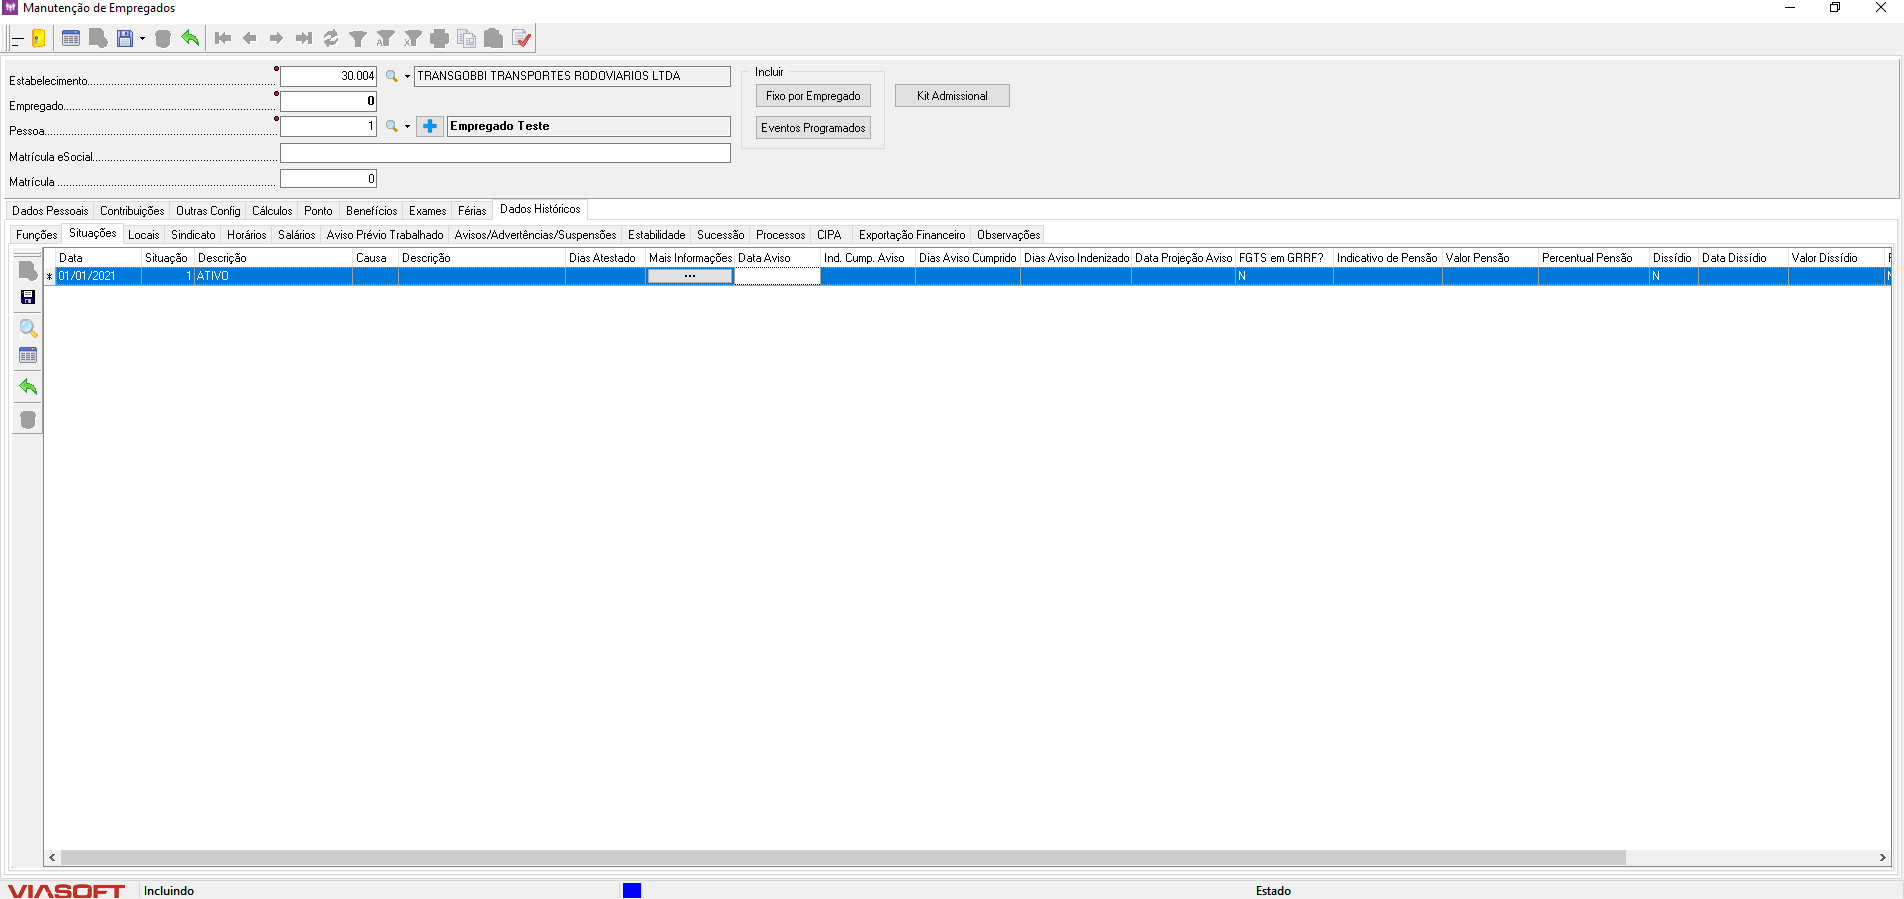 Manutenção de Empregados
Estabelecimento 30.004 TRANSGOBBI TRANSPORTES RODOVIARIOS LTDA
Empregado 0
Pessoa 1 Empregado Teste
Matrícula eSocial
Matrícula 0
Incluir
Fixo por Empregado Kit Admissional
Eventos Programados
Dados Pessoais Contribuições Outras Config Cálculos Ponto Benefícios Exames Férias Dados Históricos
Funções Situações Locais Sindicato Horários Salários Aviso Prévio Trabalhado Avisos/Advertências/Suspensões Estabilidade Sucessão Processos CIPA Exportação Financeiro Observações
Data Situação Descrição Causa Descrição Dias Atestado Mais Informações Data Aviso Ind. Cump. Aviso Dias Aviso Cumprido Dias Aviso Indenizado Data Projeção Aviso FGTS em GRRF? Indicativo de Pensão Valor Pensão Percentual Pensão Dissídio Data Dissídio Valor Dissídio
* 01/01/2021 1 ATIVO ... N N
VIASOFT Incluindo Estado